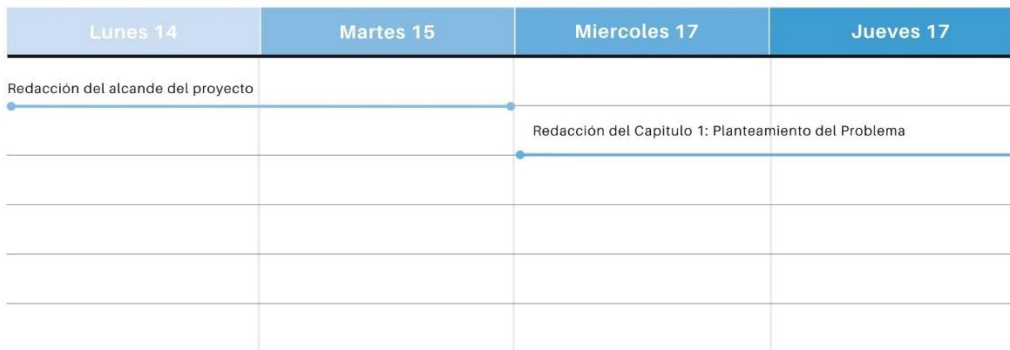 Lunes 14
Martes 15
Miercoles 17
Jueves 17
Redacción del alcande del proyecto
Redacción del Capitulo 1: Planteamiento del Problema